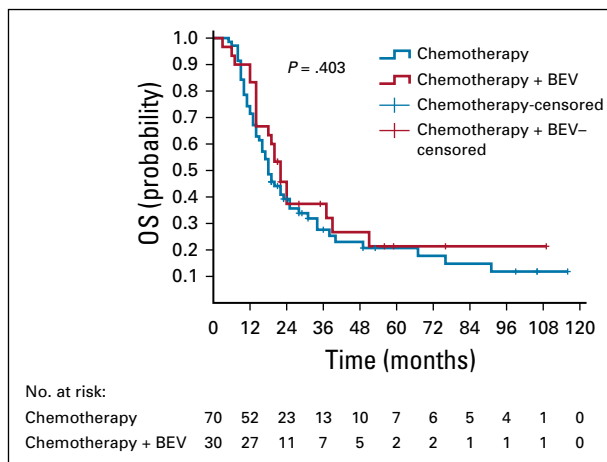 1.0
0.9
0.8
0.7
0.6
0.5
0.4
0.3
0.2
0.1
OS (probability)
P = .403
Chemotherapy
Chemotherapy + BEV
Chemotherapy-censored
Chemotherapy + BEV–
censored
0 12 24 36 48 60 72 84 96 108 120
Time (months)
No. at risk:
Chemotherapy 70 52 23 13 10 7 6 5 4 1 0
Chemotherapy + BEV 30 27 11 7 5 2 2 1 1 1 0